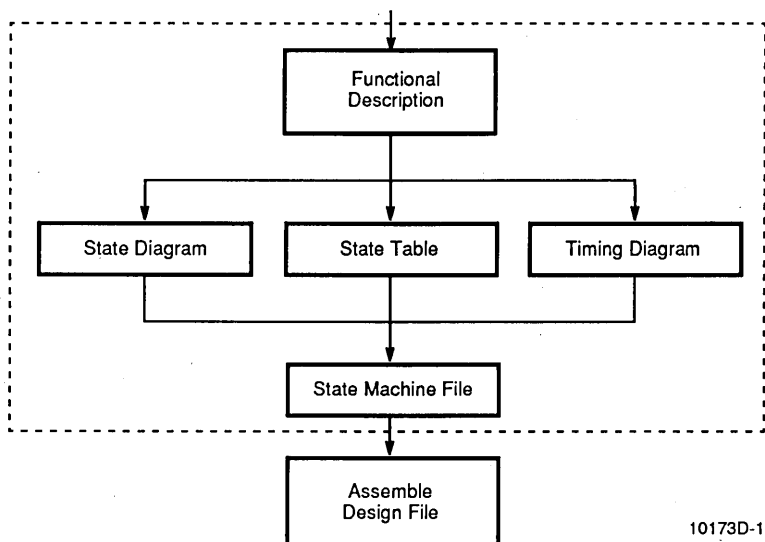 Functional
Description
State Diagram
State Table
Timing Diagram
State Machine File
Assemble
Design File
10173D-1